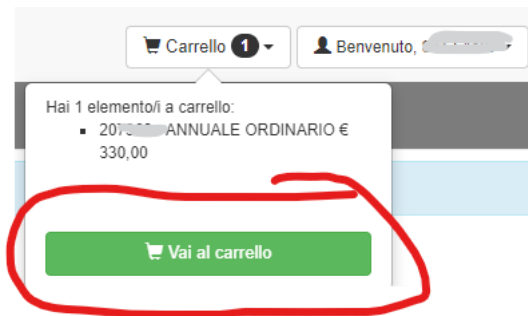 Carrello 1
Benvenuto,
Hai 1 elemento/i a carrello:
ANNUALE ORDINARIO €
330,00
Vai al carrello